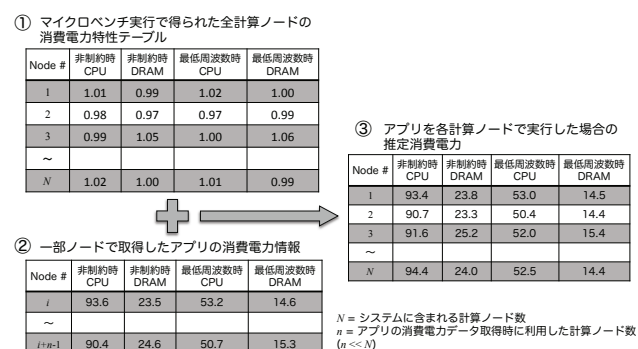 ① マイクロベンチ実行で得られた全計算ノードの
消費電力特性テーブル
Node # 非制約時 CPU 非制約時 DRAM 最低周波数時 CPU 最低周波数時 DRAM
1 1.01 0.99 1.02 1.00
2 0.98 0.97 0.97 0.99
3 0.99 1.05 1.00 1.06
～
N 1.02 1.00 1.01 0.99
② 一部ノードで取得したアプリの消費電力情報
Node # 非制約時 CPU 非制約時 DRAM 最低周波数時 CPU 最低周波数時 DRAM
i 93.6 23.5 53.2 14.6
～
i+n-1 90.4 24.6 50.7 15.3
③ アプリを各計算ノードで実行した場合の
推定消費電力
Node # 非制約時 CPU 非制約時 DRAM 最低周波数時 CPU 最低周波数時 DRAM
1 93.4 23.8 53.0 14.5
2 90.7 23.3 50.4 14.4
3 91.6 25.2 52.0 15.4
～
N 94.4 24.0 52.5 14.4
N = システムに含まれる計算ノード数
n = アプリの消費電力データ取得時に利用した計算ノード数
(n << N)